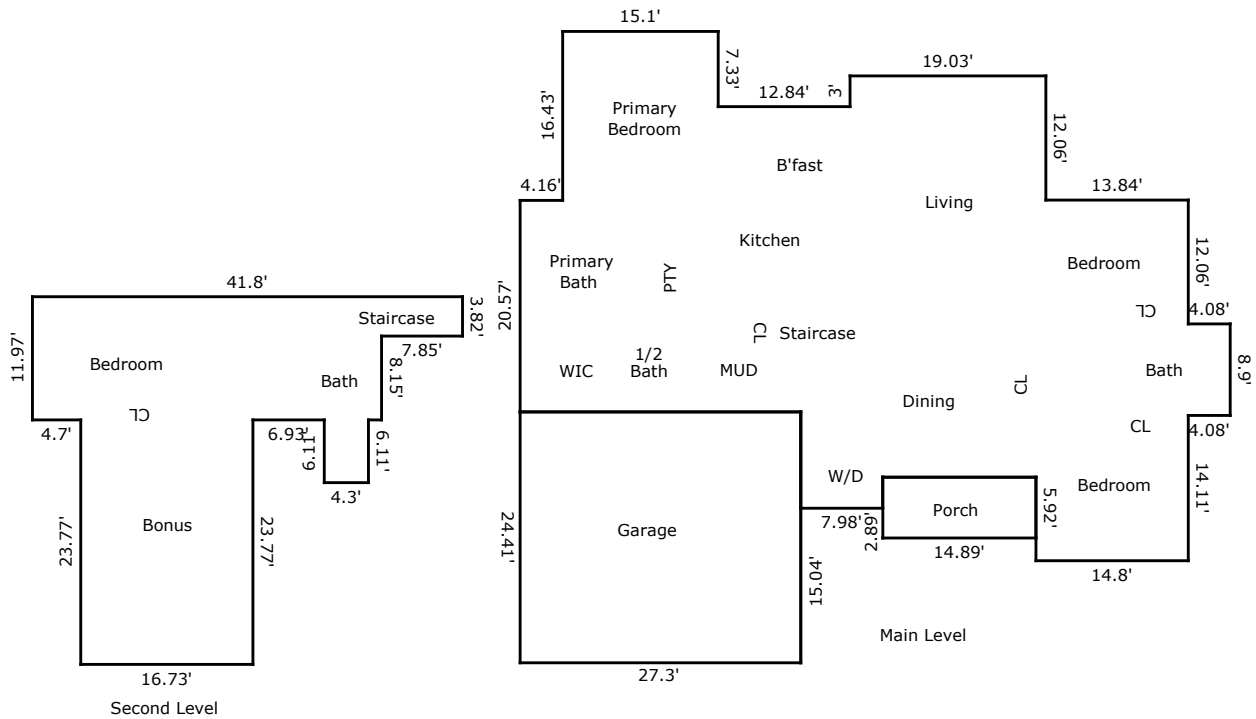 41.8'
3.82'
Staircase
7.85'
11.97'
Bedroom
8.15'
Bath
CL
4.7'
6.93'
6.11'
6.11'
4.3'
23.77'
Bonus
23.77'
16.73'
Second Level
15.1'
7.33'
19.03'
12.84'
3'
16.43'
Primary
Bedroom
12.06'
B'fast
4.16'
13.84'
Living
Kitchen
12.06'
Primary
Bath
PTY
Bedroom
20.57'
4.08'
CL
CL
Staircase
1/2
Bath
WIC
MUD
Bath
8.9'
CL
Dining
4.08'
CL
W/D
Bedroom
14.11'
5.92'
Porch
7.98'
2.89'
24.41'
Garage
14.89'
15.04'
14.8'
Main Level
27.3'